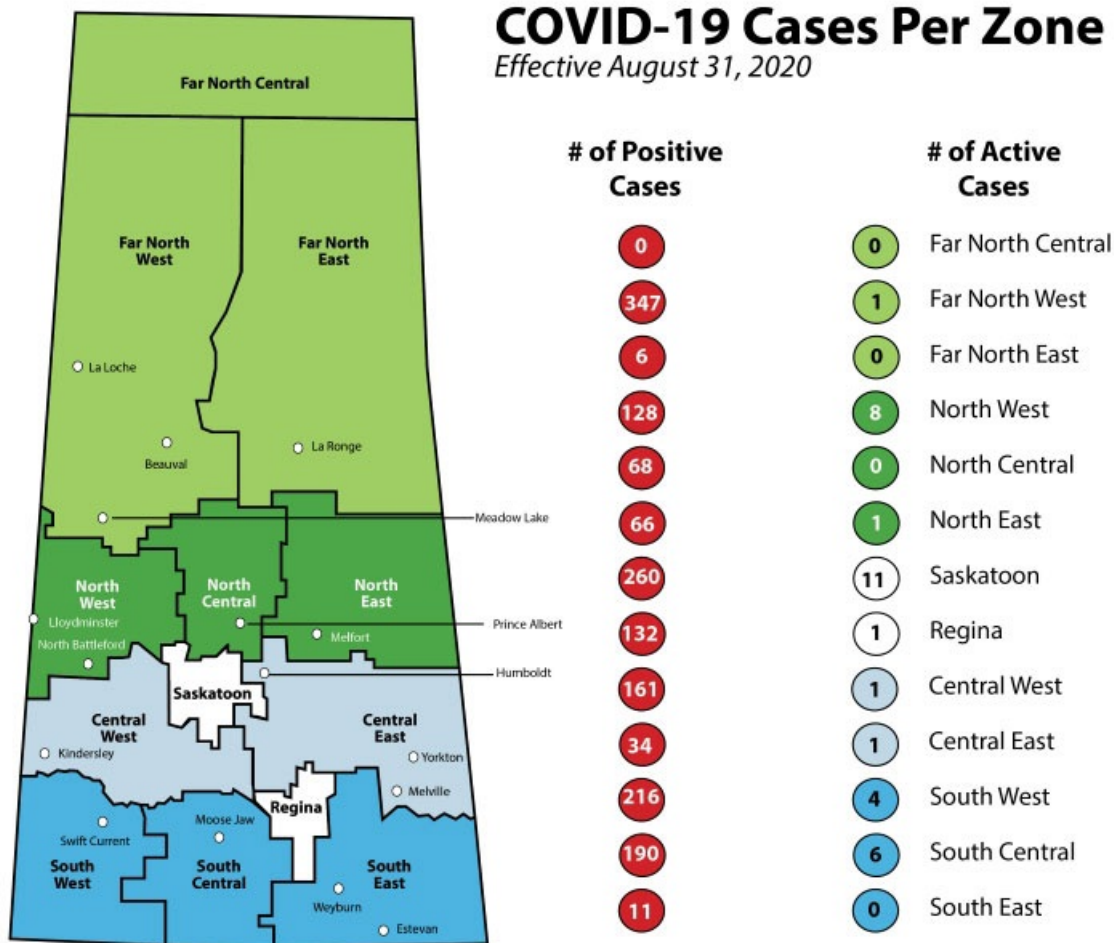 COVID-19 Cases Per Zone
Effective August 31, 2020
# of Positive
Cases
# of Active
Cases
0 0 Far North Central
347 1 Far North West
6 0 Far North East
128 8 North West
68 0 North Central
66 1 North East
260 11 Saskatoon
132 1 Regina
161 1 Central West
34 1 Central East
216 4 South West
190 6 South Central
11 0 South East
Far North Central
Far North
West
Far North
East
La Loche
Beauval
La Ronge
Meadow Lake
North
West
North
Central
North
East
Lloydminster
Prince Albert
North Battleford
Melfort
Humboldt
Saskatoon
Central
West
Central
East
Kindersley
Yorkton
Melville
Regina
Moose Jaw
Swift Current
South
West
South
Central
South
East
Weyburn
Estevan